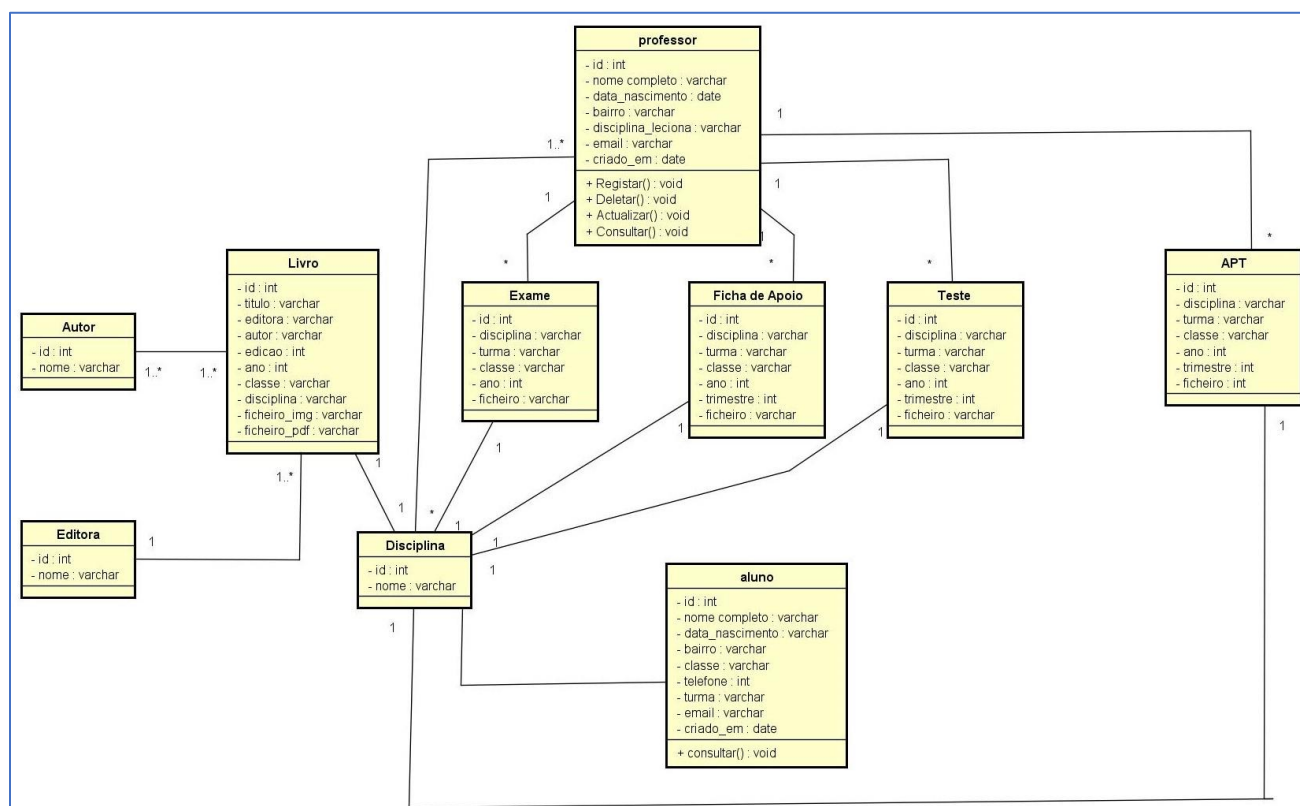 professor
- id : int
- nome completo : varchar
- data_nascimento : date
- bairro : varchar
- disciplina_leciona : varchar
- email : varchar
- criado_em : date
+ Registar() : void
+ Deletar() : void
+ Actualizar() : void
+ Consultar() : void
1..*
1
1
1
1
*
*
*
*
Livro
- id : int
- titulo : varchar
- editora : varchar
- autor : varchar
- edicao : int
- ano : int
- classe : varchar
- disciplina : varchar
- ficheiro_img : varchar
- ficheiro_pdf : varchar
Exame
- id : int
- disciplina : varchar
- turma : varchar
- classe : varchar
- ano : int
- ficheiro : varchar
Ficha de Apoio
- id : int
- disciplina : varchar
- turma : varchar
- classe : varchar
- ano : int
- trimestre : int
- ficheiro : varchar
Teste
- id : int
- disciplina : varchar
- turma : varchar
- classe : varchar
- ano : int
- trimestre : int
- ficheiro : varchar
APT
- id : int
- disciplina : varchar
- turma : varchar
- classe : varchar
- ano : int
- trimestre : int
- ficheiro : int
Autor
- id : int
- nome : varchar
1..*
1..*
1
1
1
1
1
1..*
1
*
1
1
1
1
Editora
- id : int
- nome : varchar
Disciplina
- id : int
- nome : varchar
1
aluno
- id : int
- nome completo : varchar
- data_nascimento : varchar
- bairro : varchar
- classe : varchar
- telefone : int
- turma : varchar
- email : varchar
- criado_em : date
+ consultar() : void